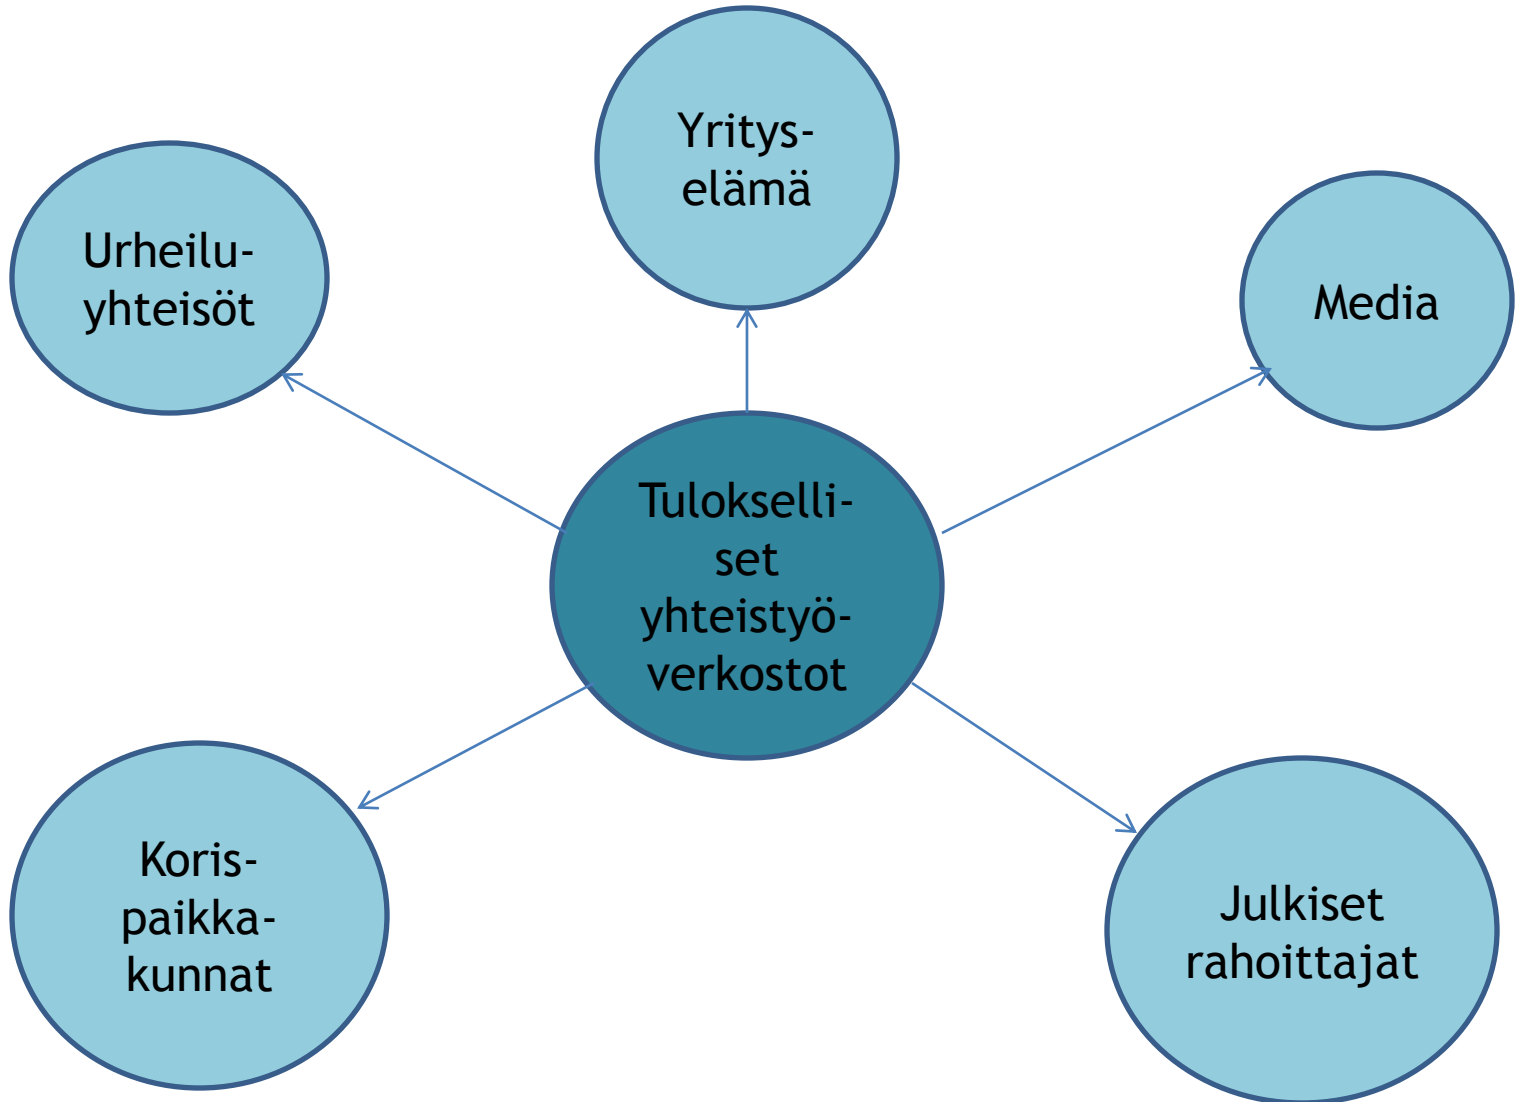 Yritys-
elämä
Urheilu-
yhteisöt
Media
Tulokselli-
set
yhteistyö-
verkostot
Koris-
paikka-
kunnat
Julkiset
rahoittajat